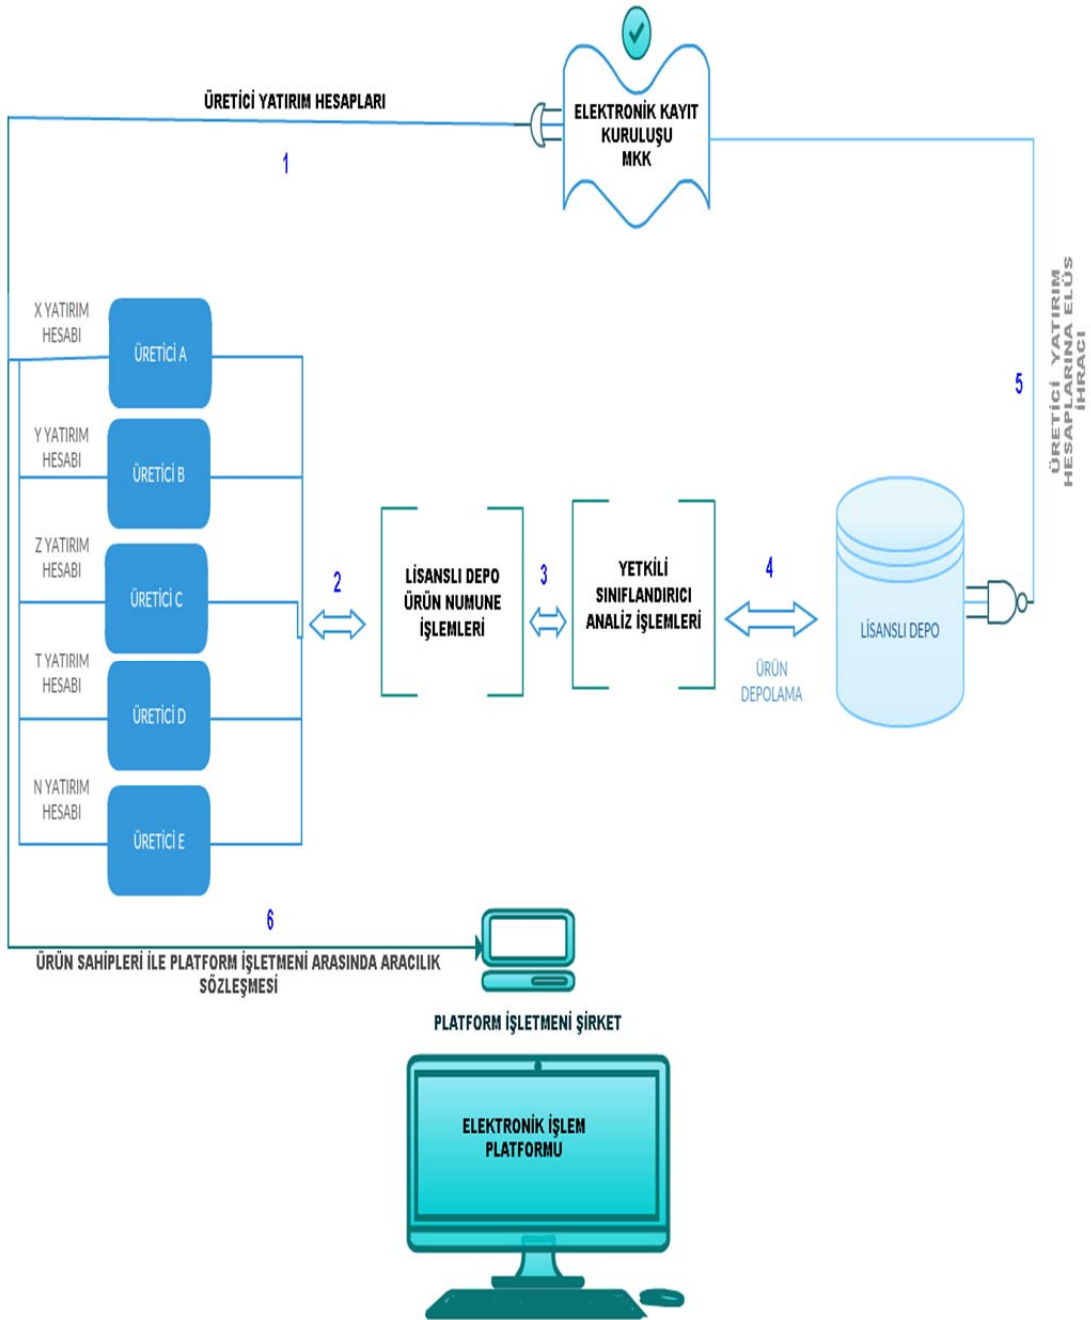 ÜRETİCİ YATIRIM HESAPLARI
1
ELEKTRONİK KAYIT
KURULUŞU
MKK
X YATIRIM
HESABI
ÜRETİCİ A
Y YATIRIM
HESABI
ÜRETİCİ B
Z YATIRIM
HESABI
ÜRETİCİ C
T YATIRIM
HESABI
ÜRETİCİ D
N YATIRIM
HESABI
ÜRETİCİ E
2
LİSANSLI DEPO
ÜRÜN NUMUNE
İŞLEMLERİ
3
YETKİLİ
SINIFLANDIRICI
ANALİZ İŞLEMLERİ
4
ÜRÜN
DEPOLAMA
LİSANSLI DEPO
5
ÜRETİCİ YATIRIM
HESAPLARINA ELÜS
İHRACI
6
ÜRÜN SAHİPLERİ İLE PLATFORM İŞLETMENİ ARASINDA ARACILIK
SÖZLEŞMESİ
PLATFORM İŞLETMENİ ŞİRKET
ELEKTRONİK İŞLEM
PLATFORMU